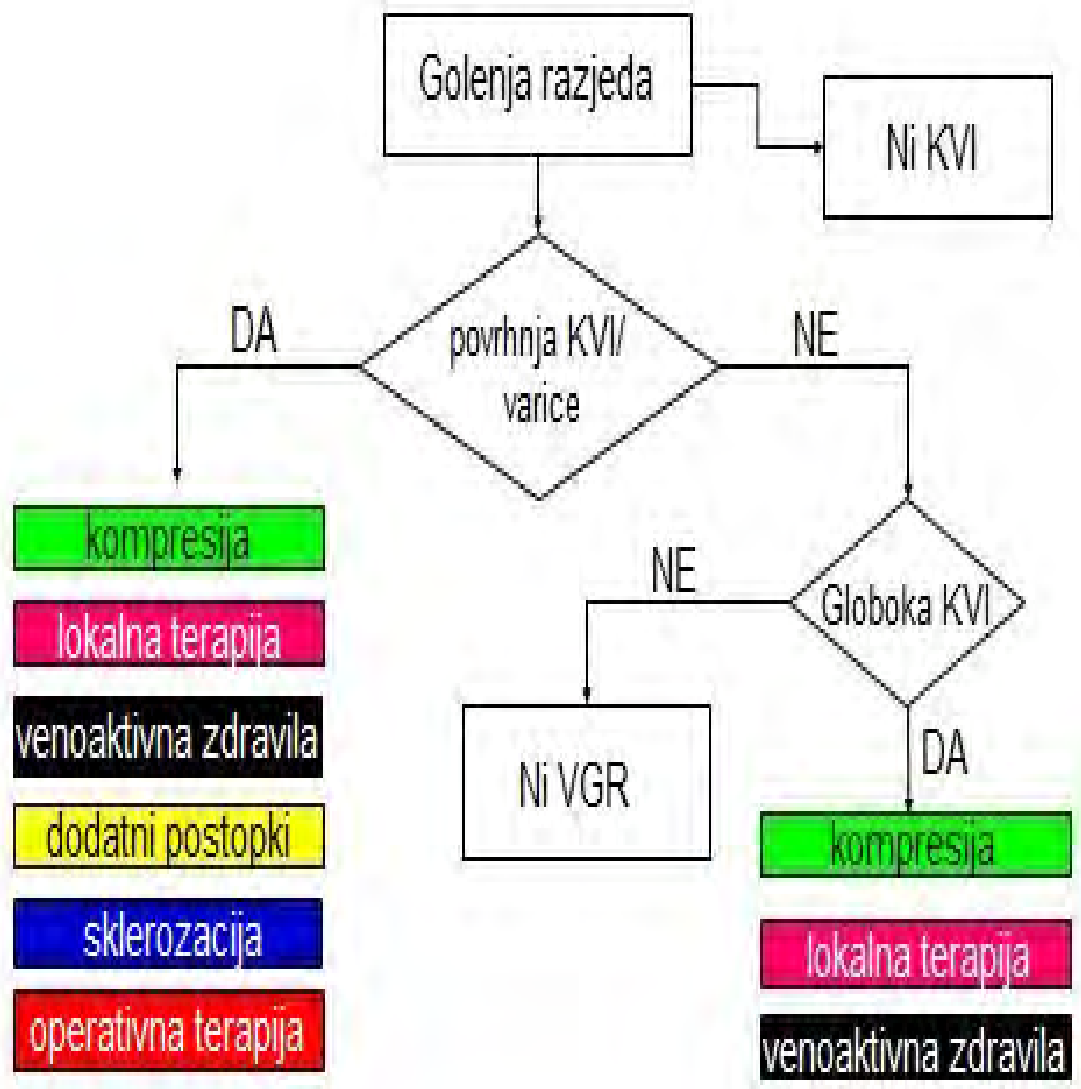 Golenja razjeda
Ni KVI
DA
povrhnja KVI/
varice
NE
kompresija
lokalna terapija
venoaktivna zdravila
dodatni postopki
sklerozacija
operativna terapija
NE
Globoka KVI
Ni VGR
DA
kompresija
lokalna terapija
venoaktivna zdravila